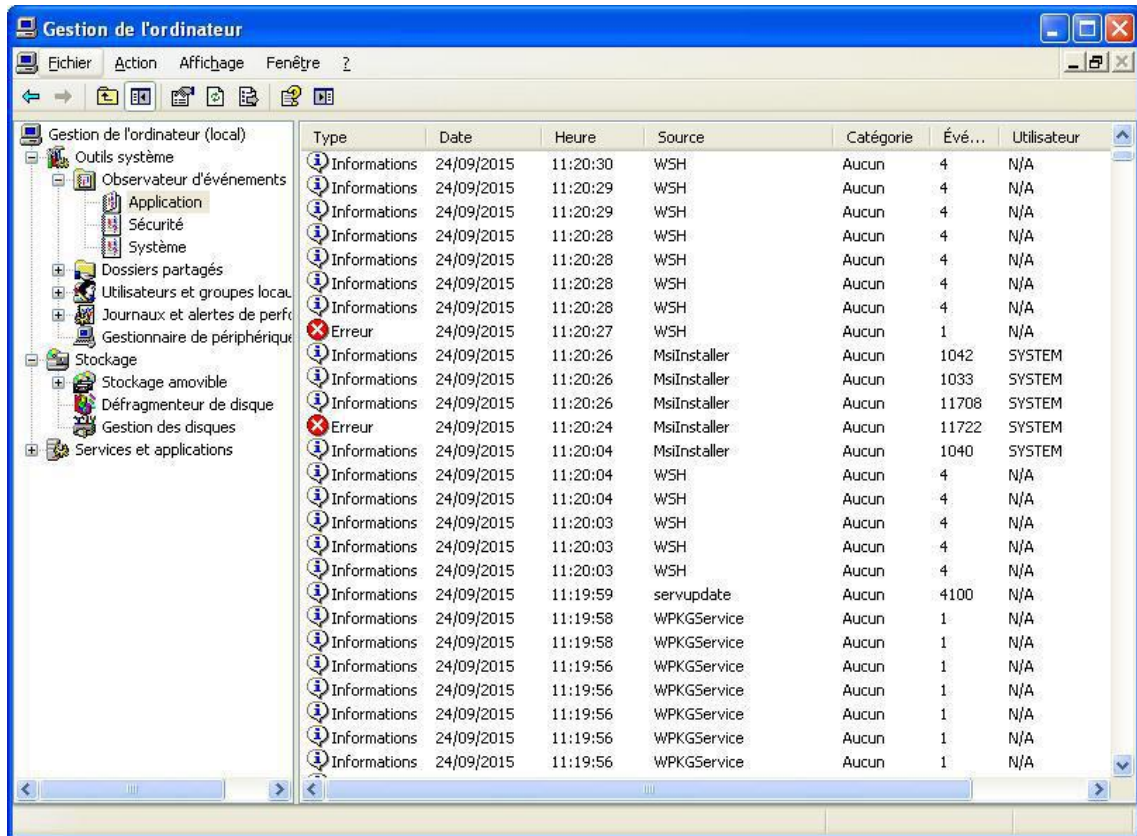 Gestion de l'ordinateur
Fichier Action Affichage Fenêtre ?
Gestion de l'ordinateur (local)
Outils système
Observateur d'événements
Application
Sécurité
Système
Dossiers partagés
Utilisateurs et groupes locau
Journaux et alertes de perfo
Gestionnaire de périphérique
Stockage
Stockage amovible
Défragmenteur de disque
Gestion des disques
Services et applications
Type Date Heure Source Catégorie Évé... Utilisateur
Informations 24/09/2015 11:20:30 WSH Aucun 4 N/A
Informations 24/09/2015 11:20:29 WSH Aucun 4 N/A
Informations 24/09/2015 11:20:29 WSH Aucun 4 N/A
Informations 24/09/2015 11:20:28 WSH Aucun 4 N/A
Informations 24/09/2015 11:20:28 WSH Aucun 4 N/A
Informations 24/09/2015 11:20:28 WSH Aucun 4 N/A
Informations 24/09/2015 11:20:28 WSH Aucun 4 N/A
Erreur 24/09/2015 11:20:27 WSH Aucun 1 N/A
Informations 24/09/2015 11:20:26 MsiInstaller Aucun 1042 SYSTEM
Informations 24/09/2015 11:20:26 MsiInstaller Aucun 1033 SYSTEM
Informations 24/09/2015 11:20:26 MsiInstaller Aucun 11708 SYSTEM
Erreur 24/09/2015 11:20:24 MsiInstaller Aucun 11722 SYSTEM
Informations 24/09/2015 11:20:04 MsiInstaller Aucun 1040 SYSTEM
Informations 24/09/2015 11:20:04 WSH Aucun 4 N/A
Informations 24/09/2015 11:20:04 WSH Aucun 4 N/A
Informations 24/09/2015 11:20:03 WSH Aucun 4 N/A
Informations 24/09/2015 11:20:03 WSH Aucun 4 N/A
Informations 24/09/2015 11:20:03 WSH Aucun 4 N/A
Informations 24/09/2015 11:19:59 servupdate Aucun 4100 N/A
Informations 24/09/2015 11:19:58 WPKGService Aucun 1 N/A
Informations 24/09/2015 11:19:58 WPKGService Aucun 1 N/A
Informations 24/09/2015 11:19:56 WPKGService Aucun 1 N/A
Informations 24/09/2015 11:19:56 WPKGService Aucun 1 N/A
Informations 24/09/2015 11:19:56 WPKGService Aucun 1 N/A
Informations 24/09/2015 11:19:56 WPKGService Aucun 1 N/A
Informations 24/09/2015 11:19:56 WPKGService Aucun 1 N/A